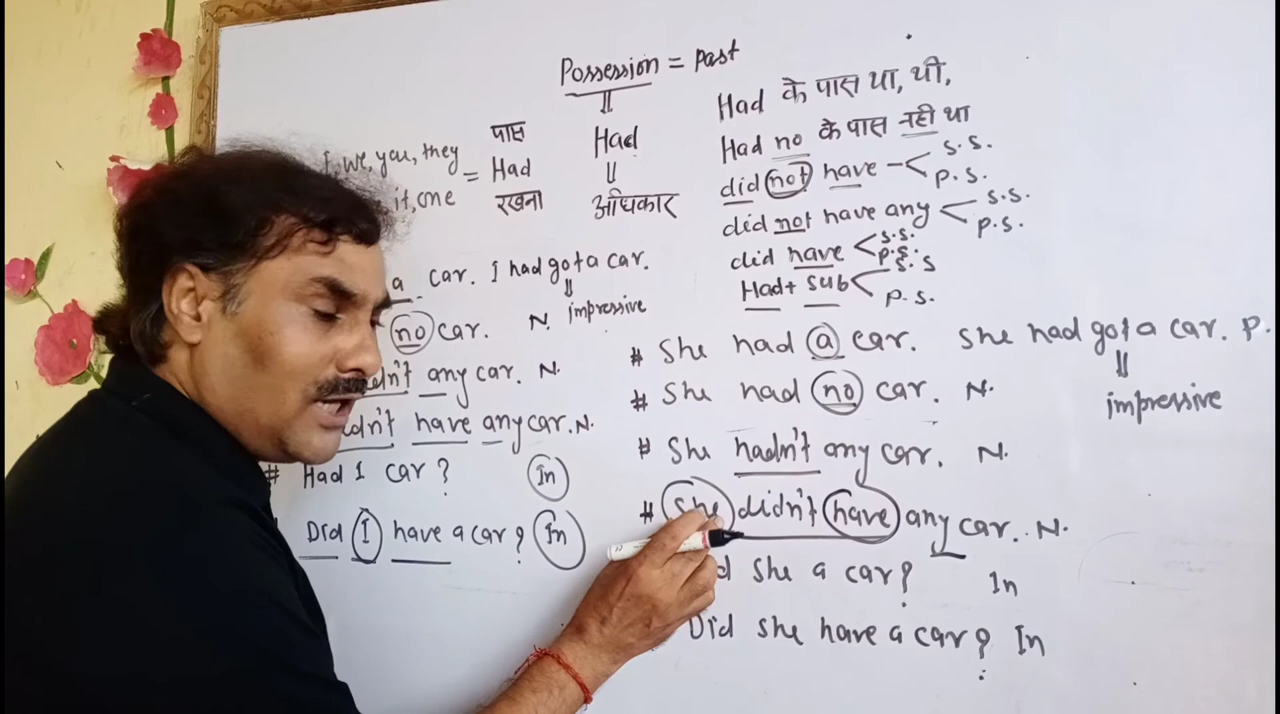 Possession = past
Had के पास था, थी,
Had no के पास नही था
did not have – s.s.
p.s.
did not have any s.s.
p.s.
did have s.s.
p.s.
Had + sub s.s
p.s.
पास
I, we, you, they
it, one
= Had
रखना
Had
अधिकार
a car. I had got a car.
impressive
no car. N.
any car. N.
have any car. N.
# Had I car? In
Did I have a car? In
# She had a car. She had got a car. P.
impressive
# She had no car. N.
# She hadn't any car. N.
# She didn't have any car. N.
she a car? In
Did she have a car? In